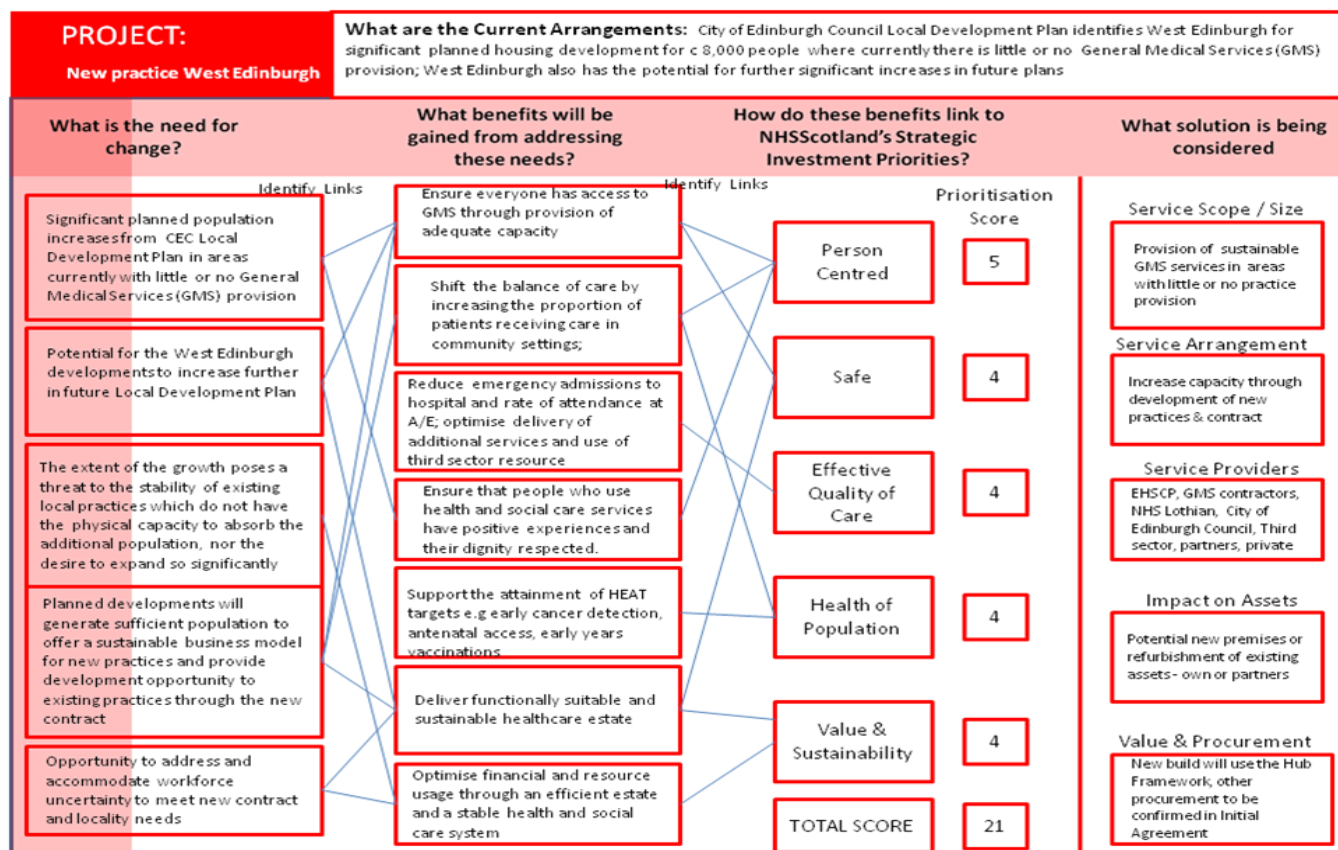 PROJECT:
New practice West Edinburgh
What are the Current Arrangements: City of Edinburgh Council Local Development Plan identifies West Edinburgh for
significant planned housing development for c 8,000 people where currently there is little or no General Medical Services (GMS)
provision; West Edinburgh also has the potential for further significant increases in future plans
What is the need for
change?
What benefits will be
gained from addressing
these needs?
How do these benefits link to
NHSScotland's Strategic
Investment Priorities?
What solution is being
considered
Identify Links
Identify Links
Significant planned population
increases from CEC Local
Development Plan in areas
currently with little or no General
Medical Services (GMS) provision
Potential for the West Edinburgh
developments to increase further
in future Local Development Plan
The extent of the growth poses a
threat to the stability of existing
local practices which do not have
the physical capacity to absorb the
additional population, nor the
desire to expand so significantly
Planned developments will
generate sufficient population to
offer a sustainable business model
for new practices and provide
development opportunity to
existing practices through the new
contract
Opportunity to address and
accommodate workforce
uncertainty to meet new contract
and locality needs
Ensure everyone has access to
GMS through provision of
adequate capacity
Shift the balance of care by
increasing the proportion of
patients receiving care in
community settings;
Reduce emergency admissions to
hospital and rate of attendance at
A/E; optimise delivery of
additional services and use of
third sector resource
Ensure that people who use
health and social care services
have positive experiences and
their dignity respected.
Support the attainment of HEAT
targets e.g early cancer detection,
antenatal access, early years
vaccinations
Deliver functionally suitable and
sustainable healthcare estate
Optimise financial and resource
usage through an efficient estate
and a stable health and social
care system
Prioritisation
Score
Person
Centred
5
Safe
4
Effective
Quality of
Care
4
Health of
Population
4
Value &
Sustainability
4
TOTAL SCORE
21
Service Scope / Size
Provision of sustainable
GMS services in areas
with little or no practice
provision
Service Arrangement
Increase capacity through
development of new
practices & contract
Service Providers
EHSCP, GMS contractors,
NHS Lothian, City of
Edinburgh Council, Third
sector, partners, private
Impact on Assets
Potential new premises or
refurbishment of existing
assets- own or partners
Value & Procurement
New build will use the Hub
Framework, other
procurement to be
confirmed in Initial
Agreement